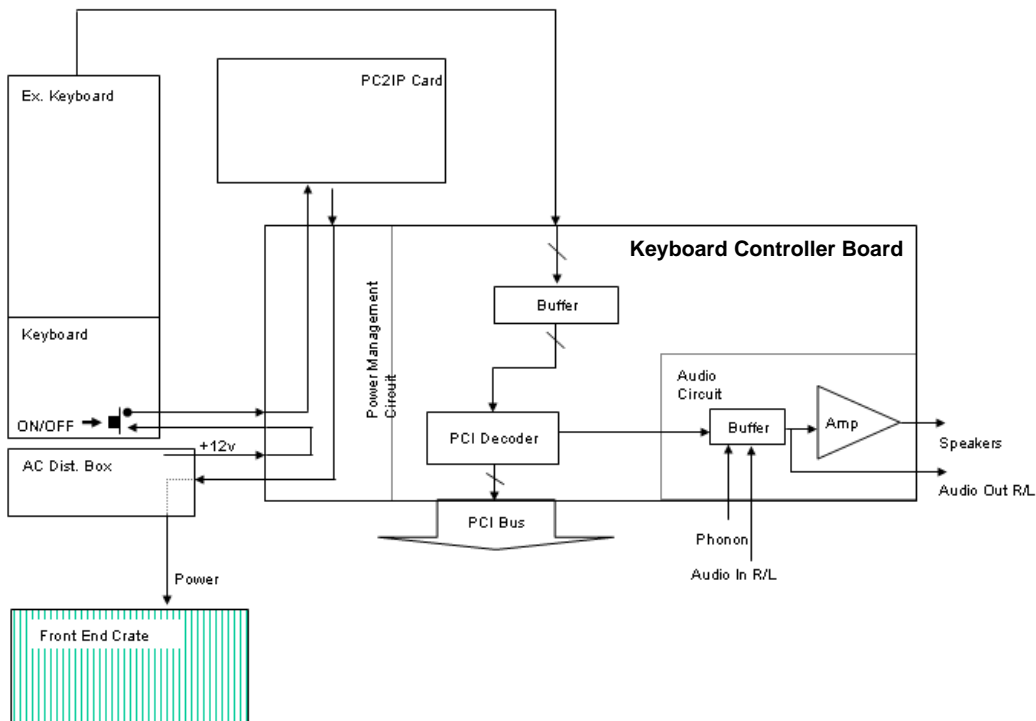 PC2IP Card
Ex. Keyboard
Keyboard Controller Board
Buffer
Power Management
Circuit
Keyboard
Audio
Circuit
ON/OFF
+12v
PCI Decoder
Buffer
Amp
Speakers
AC Dist. Box
Audio Out R/L
PCI Bus
Phonon
Audio In R/L
Power
Front End Crate